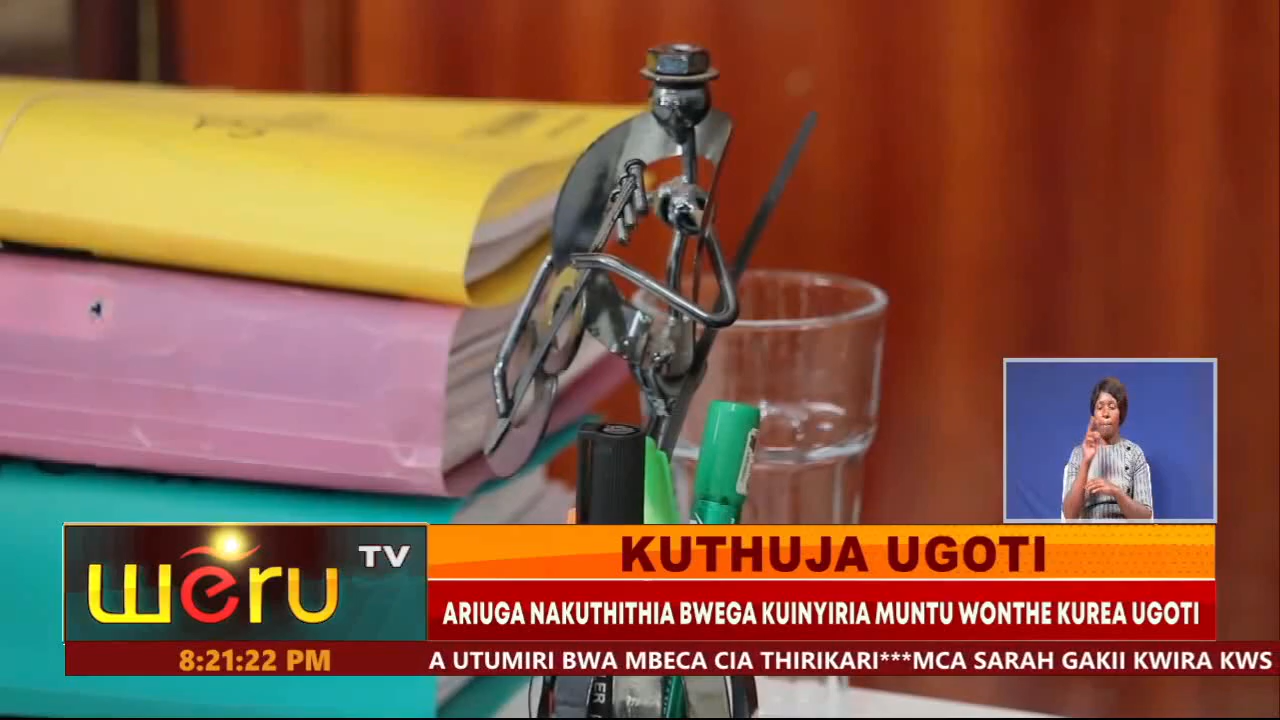 weru TV
KUTHUJA UGOTI
ARIUGA NAKUTHITHIA BWEGA KUINYIRIA MUNTU WONTHE KUREA UGOTI
8:21:22 PM
A UTUMIRI BWA MBECA CIA THIRIKARI***MCA SARAH GAKII KWIRA KWS